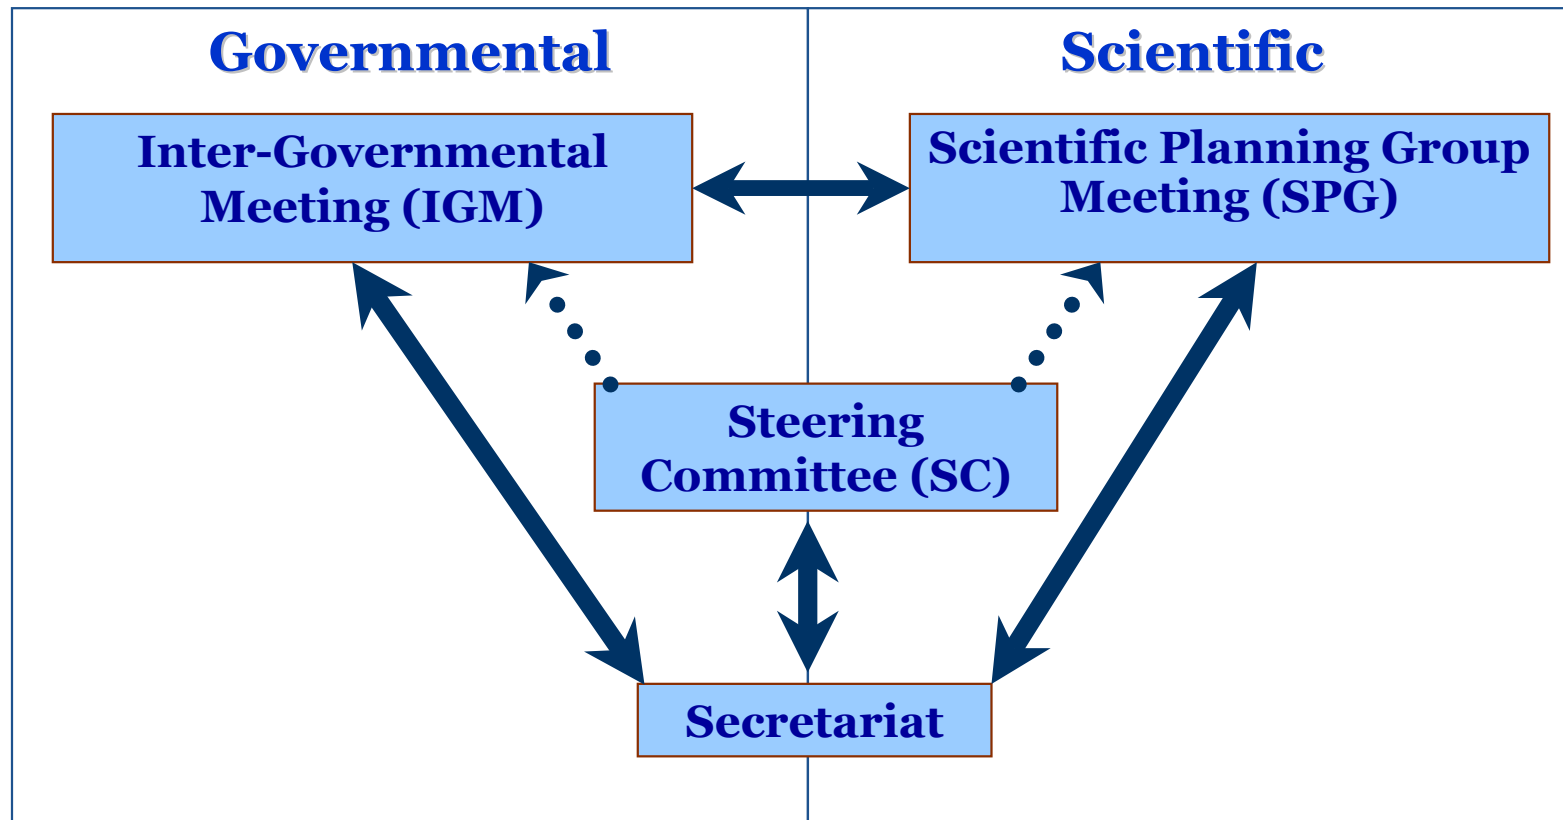 Governmental
Scientific
Inter-Governmental
Meeting (IGM)
Scientific Planning Group
Meeting (SPG)
Steering
Committee (SC)
Secretariat